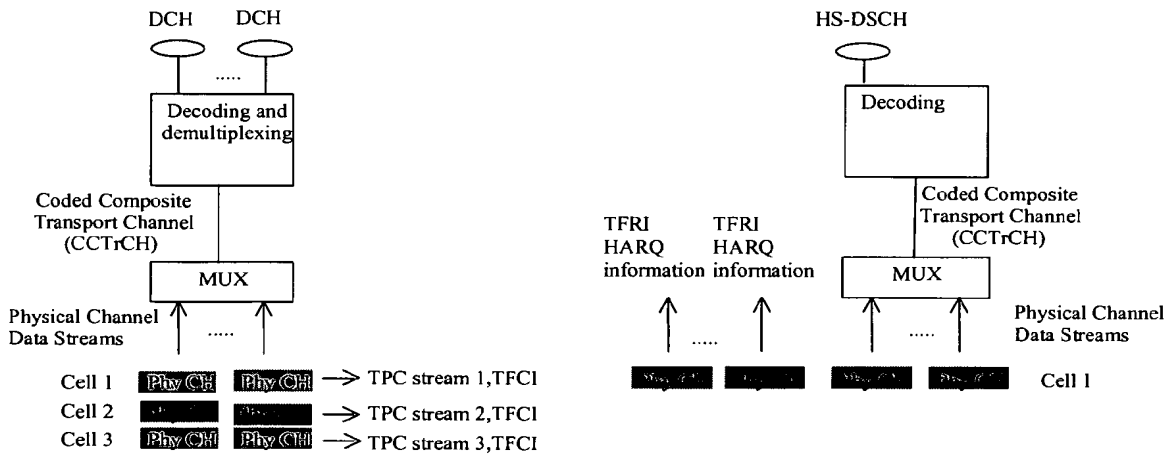 DCH DCH
.....
Decoding and
demultiplexing
Coded Composite
Transport Channel
(CCTrCH)
MUX
Physical Channel
Data Streams
.....
Cell 1 Phy CH Phy CH TPC stream 1,TFCI
Cell 2 TPC stream 2,TFCI
Cell 3 Phy CH Phy CH TPC stream 3,TFCI
HS-DSCH
Decoding
Coded Composite
Transport Channel
(CCTrCH)
TFRI
HARQ
information
TFRI
HARQ
information
MUX
.....
.....
Physical Channel
Data Streams
Cell 1